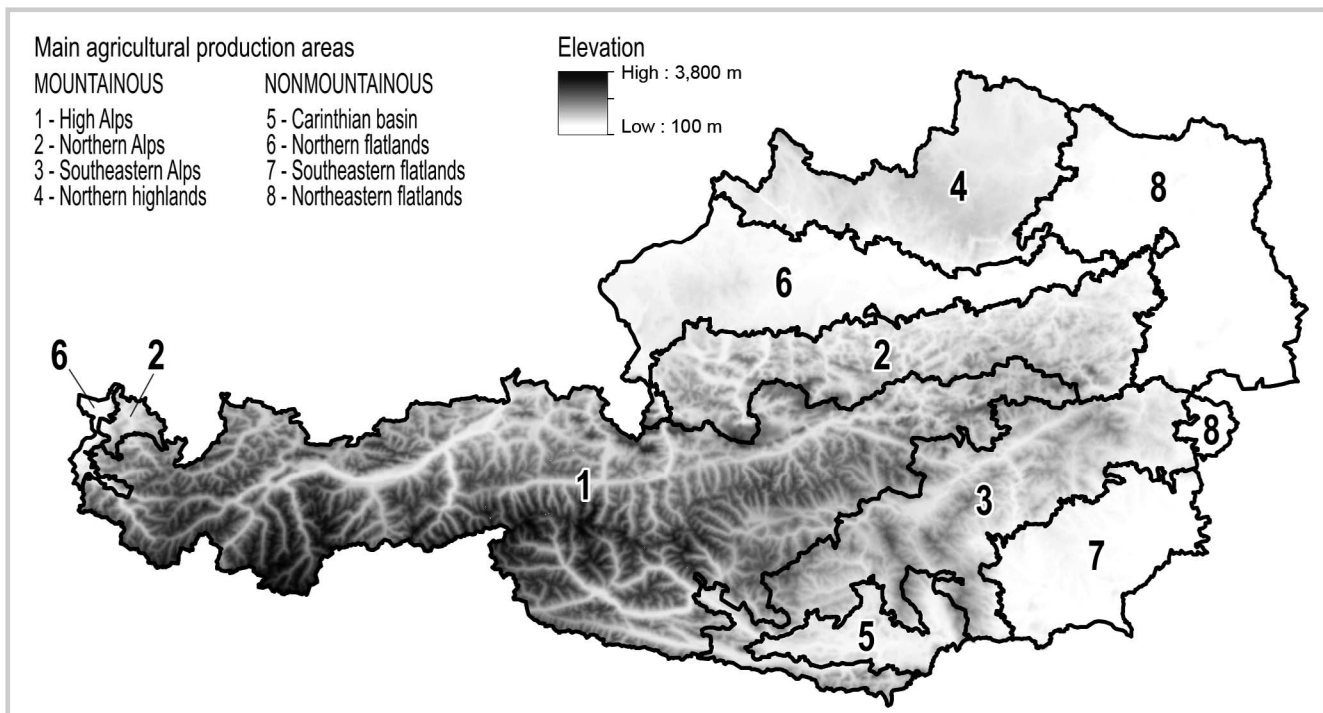 Main agricultural production areas
MOUNTAINOUS
1 - High Alps
2 - Northern Alps
3 - Southeastern Alps
4 - Northern highlands
NONMOUNTAINOUS
5 - Carinthian basin
6 - Northern flatlands
7 - Southeastern flatlands
8 - Northeastern flatlands
Elevation
High : 3,800 m
Low : 100 m
4
8
6
2
6
2
8
1
3
7
5